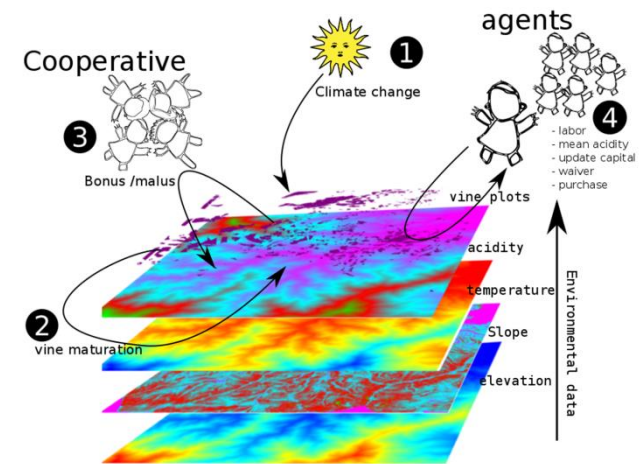 agents
Cooperative
1
Climate change
3
4
- labor
- mean acidity
- update capital
- waiver
- purchase
Bonus /malus
vine plots
acidity
temperature
Slope
elevation
Environmental data
2
vine maturation